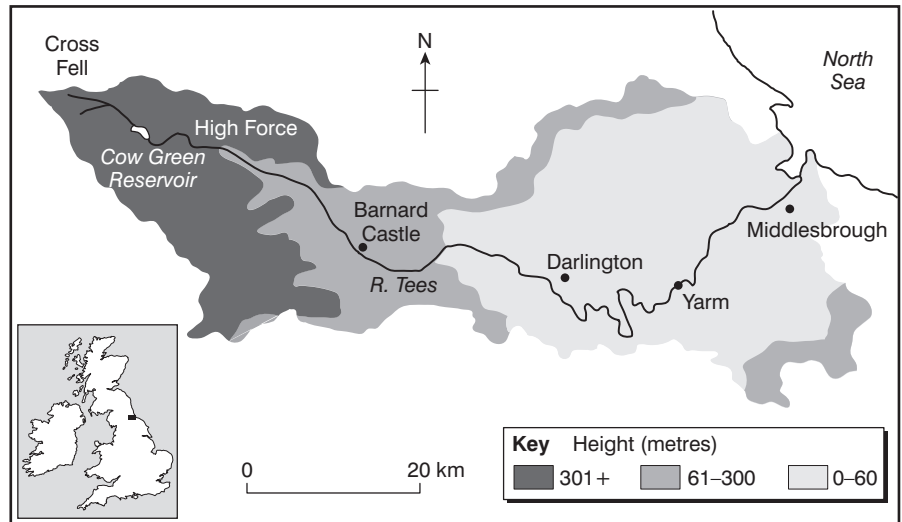 Cross
Fell
N
North
Sea
High Force
Cow Green
Reservoir
Barnard
Castle
R. Tees
Darlington
Middlesbrough
Yarm
0 20 km
Key Height (metres)
301+ 61–300 0–60